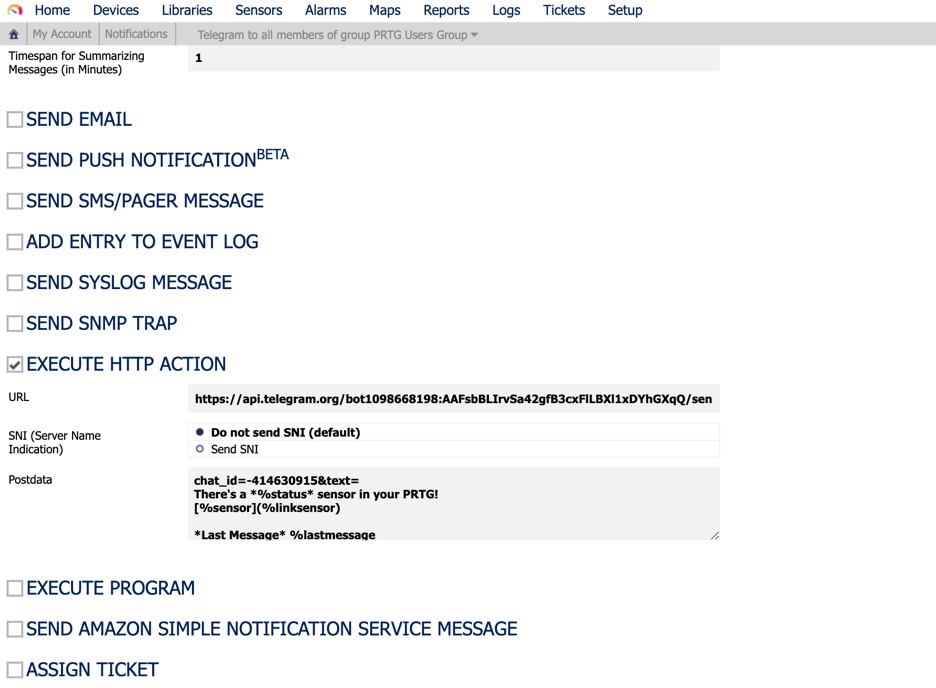 Home Devices Libraries Sensors Alarms Maps Reports Logs Tickets Setup
My Account Notifications Telegram to all members of group PRTG Users Group
Timespan for Summarizing
Messages (in Minutes)
1
SEND EMAIL
SEND PUSH NOTIFICATION BETA
SEND SMS/PAGER MESSAGE
ADD ENTRY TO EVENT LOG
SEND SYSLOG MESSAGE
SEND SNMP TRAP
EXECUTE HTTP ACTION
URL
https://api.telegram.org/bot1098668198:AAFsbBLIrvSa42gfB3cxFlLBXl1xDYhGXqQ/sen
SNI (Server Name
Indication)
Do not send SNI (default)
Send SNI
Postdata
chat_id=-414630915&text=
There's a *%status* sensor in your PRTG!
[%sensor](%linksensor)
*Last Message* %lastmessage
EXECUTE PROGRAM
SEND AMAZON SIMPLE NOTIFICATION SERVICE MESSAGE
ASSIGN TICKET